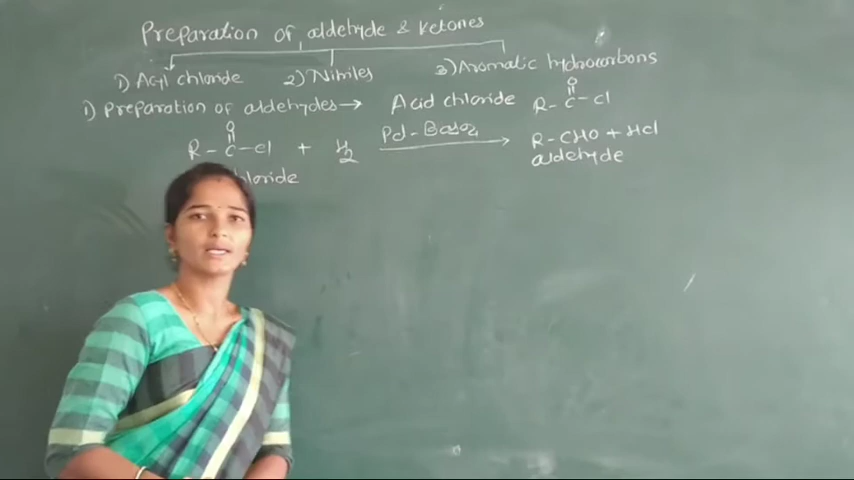 Preparation of aldehyde & Ketones
1) Acyl chloride 2) Nitriles 3) Aromatic hydrocarbons
1) Preparation of aldehydes → Acid chloride R-C-Cl
O
O
R-C-Cl + H2 Pd-BaSO4 → R-CHO + HCl
chloride aldehyde